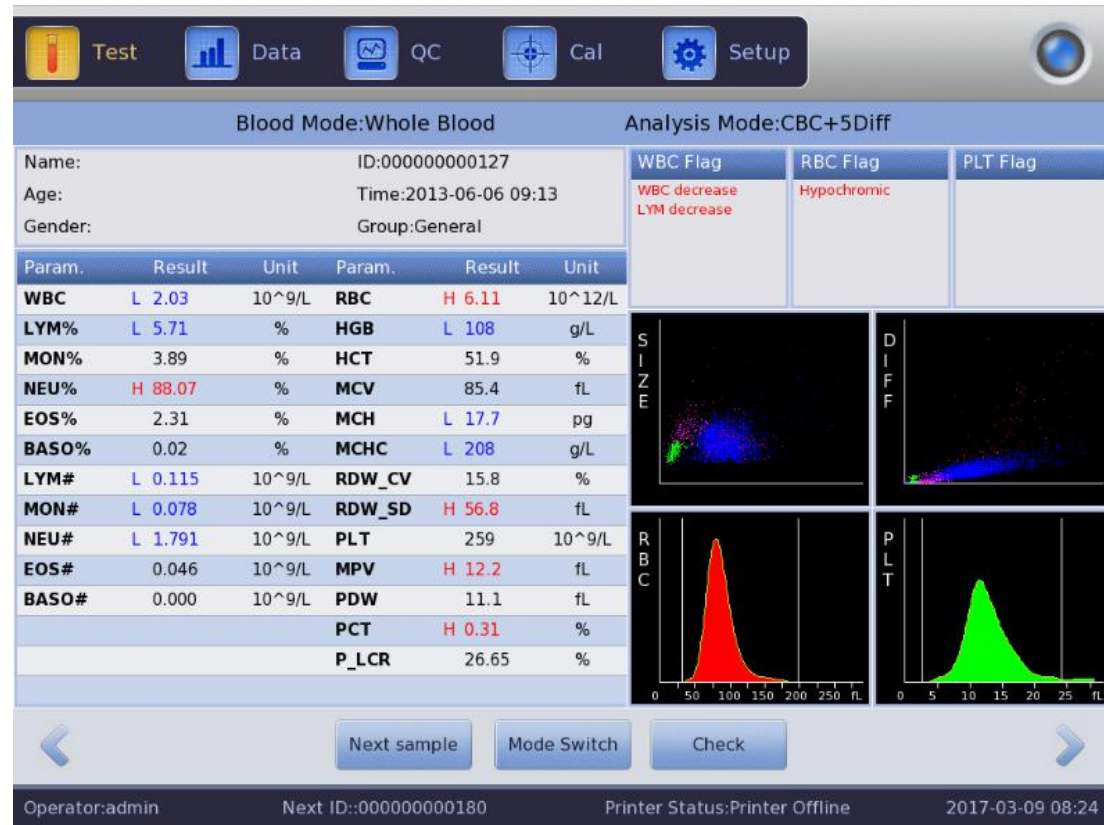 Test Data QC Cal Setup
Blood Mode:Whole Blood Analysis Mode:CBC+5Diff
Name: ID:000000000127
Age: Time:2013-06-06 09:13
Gender: Group:General
WBC Flag RBC Flag PLT Flag
WBC decrease Hypochromic
LYM decrease
Param. Result Unit Param. Result Unit
WBC L 2.03 10^9/L RBC H 6.11 10^12/L
LYM% L 5.71 % HGB L 108 g/L
MON% 3.89 % HCT 51.9 %
NEU% H 88.07 % MCV 85.4 fL
EOS% 2.31 % MCH L 17.7 pg
BASO% 0.02 % MCHC L 208 g/L
LYM# L 0.115 10^9/L RDW_CV 15.8 %
MON# L 0.078 10^9/L RDW_SD H 56.8 fL
NEU# L 1.791 10^9/L PLT 259 10^9/L
EOS# 0.046 10^9/L MPV H 12.2 fL
BASO# 0.000 10^9/L PDW 11.1 fL
PCT H 0.31 %
P_LCR 26.65 %
SIZE
DIFF
RBC
0 50 100 150 200 250 fL
PLT
0 5 10 15 20 25 fL
Next sample Mode Switch Check
Operator:admin Next ID::000000000180 Printer Status:Printer Offline 2017-03-09 08:24